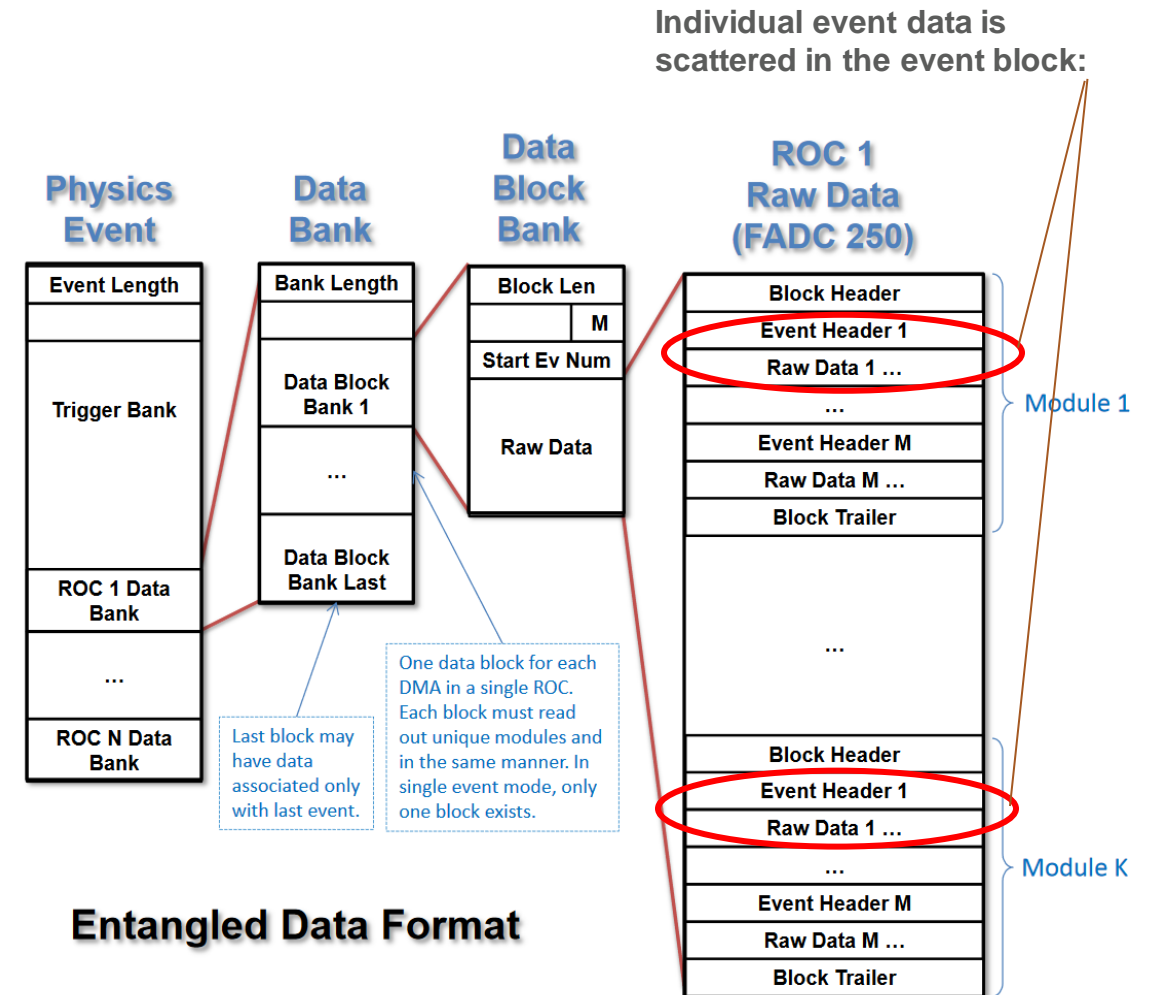 Individual event data is
scattered in the event block:
Physics
Event
Event Length
Trigger Bank
ROC 1 Data
Bank
...
ROC N Data
Bank
Data
Bank
Bank Length
Data Block
Bank 1
...
Data Block
Bank Last
Data
Block
Bank
Block Len
M
Start Ev Num
Raw Data
ROC 1
Raw Data
(FADC 250)
Block Header
Event Header 1
Raw Data 1 ...
...
Event Header M
Raw Data M ...
Block Trailer
Module 1
...
Block Header
Event Header 1
Raw Data 1 ...
...
Event Header M
Raw Data M ...
Block Trailer
Module K
Last block may
have data
associated only
with last event.
One data block for each
DMA in a single ROC.
Each block must read
out unique modules and
in the same manner. In
single event mode, only
one block exists.
Entangled Data Format